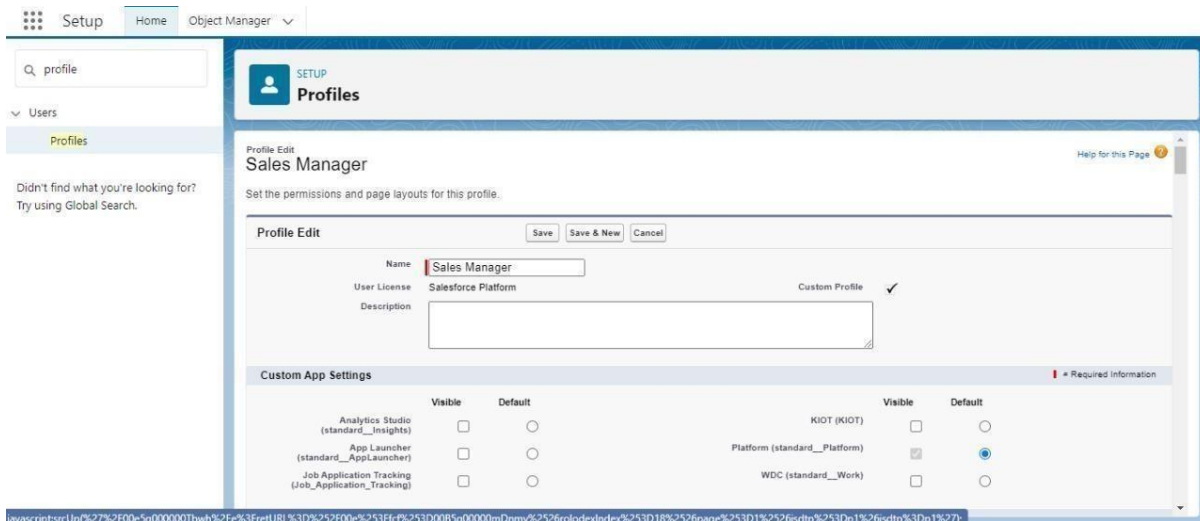 Setup Home Object Manager
profile
Users
Profiles
Didn't find what you're looking for?
Try using Global Search.
SETUP
Profiles
Profile Edit
Sales Manager
Help for this Page
Set the permissions and page layouts for this profile.
Profile Edit Save Save & New Cancel
Name Sales Manager
User License Salesforce Platform Custom Profile
Description
Custom App Settings = Required Information
Visible Default Visible Default
Analytics Studio
(standard__Insights)
KIOT (KIOT)
App Launcher
(standard__AppLauncher)
Platform (standard__Platform)
Job Application Tracking
(Job_Application_Tracking)
WDC (standard__Work)